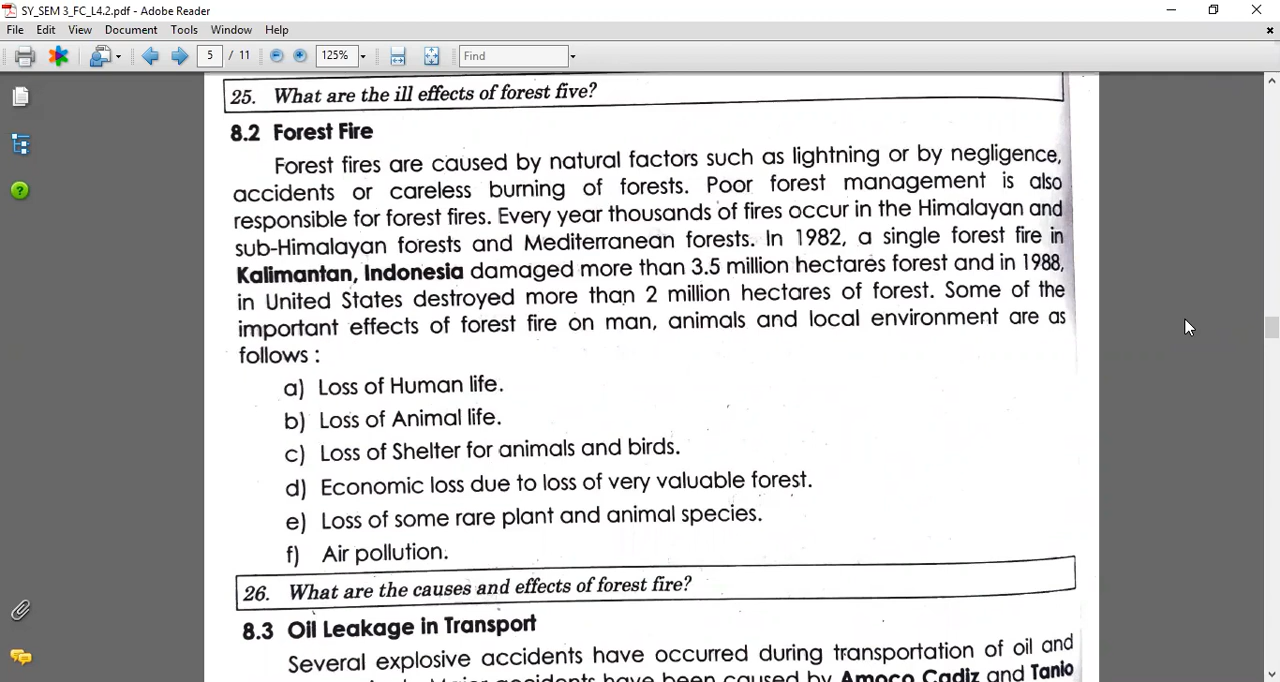 SY_SEM 3_FC_L4.2.pdf - Adobe Reader
File Edit View Document Tools Window Help
5 / 11 125% Find
25. What are the ill effects of forest five?
8.2 Forest Fire
Forest fires are caused by natural factors such as lightning or by negligence,
accidents or careless burning of forests. Poor forest management is also
responsible for forest fires. Every year thousands of fires occur in the Himalayan and
sub-Himalayan forests and Mediterranean forests. In 1982, a single forest fire in
Kalimantan, Indonesia damaged more than 3.5 million hectares forest and in 1988,
in United States destroyed more than 2 million hectares of forest. Some of the
important effects of forest fire on man, animals and local environment are as
follows :
a) Loss of Human life.
b) Loss of Animal life.
c) Loss of Shelter for animals and birds.
d) Economic loss due to loss of very valuable forest.
e) Loss of some rare plant and animal species.
f) Air pollution.
26. What are the causes and effects of forest fire?
8.3 Oil Leakage in Transport
Several explosive accidents have occurred during transportation of oil and
Major accidents have been caused by Amoco Cadiz and Tanio